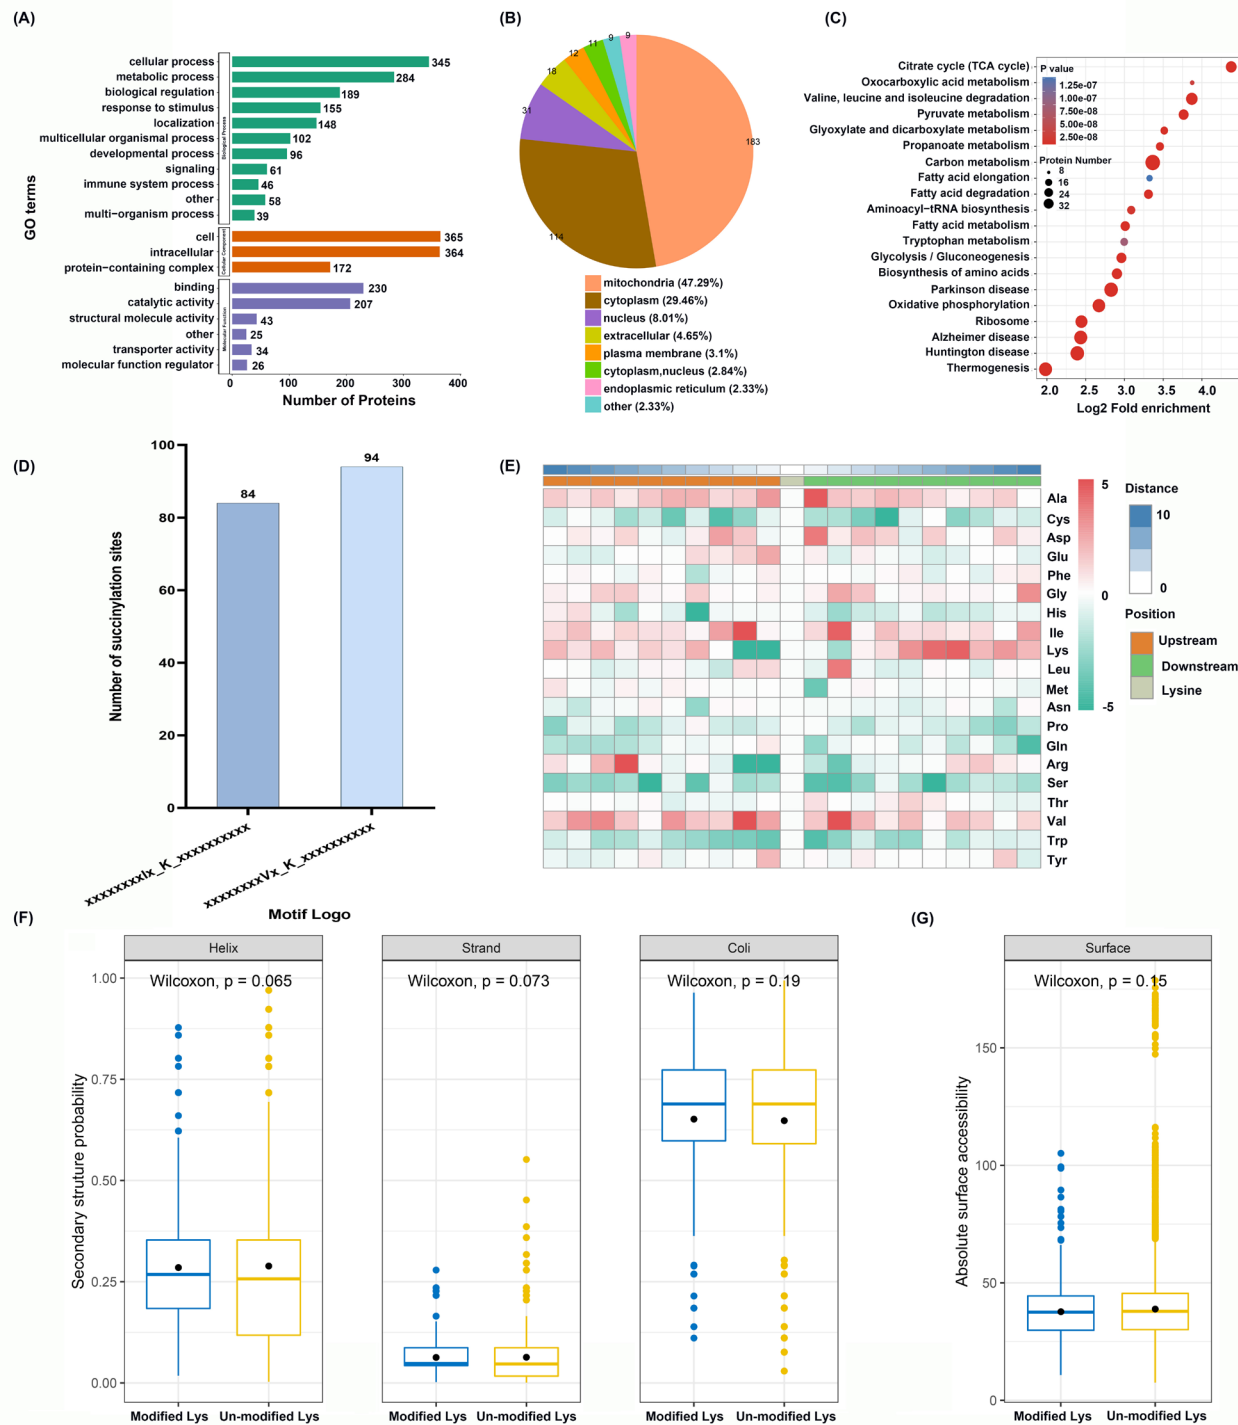 (A)
GO terms
cellular process
metabolic process
biological regulation
response to stimulus
localization
multicellular organismal process
developmental process
signaling
immune system process
other
multi−organism process
cell
intracellular
protein−containing complex
binding
catalytic activity
structural molecule activity
other
transporter activity
molecular function regulator
Biological Process
Cellular Component
Molecular Function
345
284
189
155
148
102
96
61
46
58
39
365
364
172
230
207
43
25
34
26
0 100 200 300 400
Number of Proteins
(B)
183
114
31
18
12
11
9
9
mitochondria (47.29%)
cytoplasm (29.46%)
nucleus (8.01%)
extracellular (4.65%)
plasma membrane (3.1%)
cytoplasm,nucleus (2.84%)
endoplasmic reticulum (2.33%)
other (2.33%)
(C)
Citrate cycle (TCA cycle)
Oxocarboxylic acid metabolism
Valine, leucine and isoleucine degradation
Pyruvate metabolism
Glyoxylate and dicarboxylate metabolism
Propanoate metabolism
Carbon metabolism
Fatty acid elongation
Fatty acid degradation
Aminoacyl−tRNA biosynthesis
Fatty acid metabolism
Tryptophan metabolism
Glycolysis / Gluconeogenesis
Biosynthesis of amino acids
Parkinson disease
Oxidative phosphorylation
Ribosome
Alzheimer disease
Huntington disease
Thermogenesis
P value
1.25e-07
1.00e-07
7.50e-08
5.00e-08
2.50e-08
Protein Number
8
16
24
32
2.0 2.5 3.0 3.5 4.0
Log2 Fold enrichment
(D)
Number of succinylation sites
100
80
60
40
20
0
84
94
xxxxxxxxIx_K_xxxxxxxxxx
xxxxxxxxVx_K_xxxxxxxxxx
Motif Logo
(E)
Ala
Cys
Asp
Glu
Phe
Gly
His
Ile
Lys
Leu
Met
Asn
Pro
Gln
Arg
Ser
Thr
Val
Trp
Tyr
5
0
-5
Distance
10
0
Position
Upstream
Downstream
Lysine
(F)
Secondary struture probability
1.00
0.75
0.50
0.25
0.00
Helix
Wilcoxon, p = 0.065
Modified Lys Un-modified Lys
Strand
Wilcoxon, p = 0.073
Modified Lys Un-modified Lys
Coli
Wilcoxon, p = 0.19
Modified Lys Un-modified Lys
(G)
Absolute surface accessibility
150
100
50
0
Surface
Wilcoxon, p = 0.15
Modified Lys Un-modified Lys